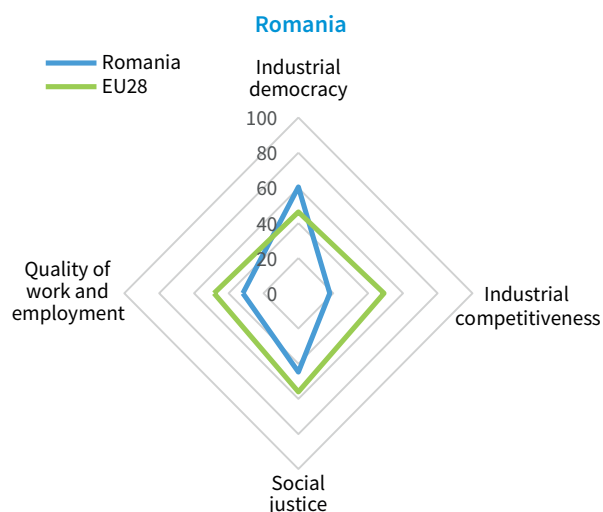 Romania
Romania
EU28
Industrial
democracy
100
80
60
40
20
0
Quality of
work and
employment
Industrial
competitiveness
Social
justice